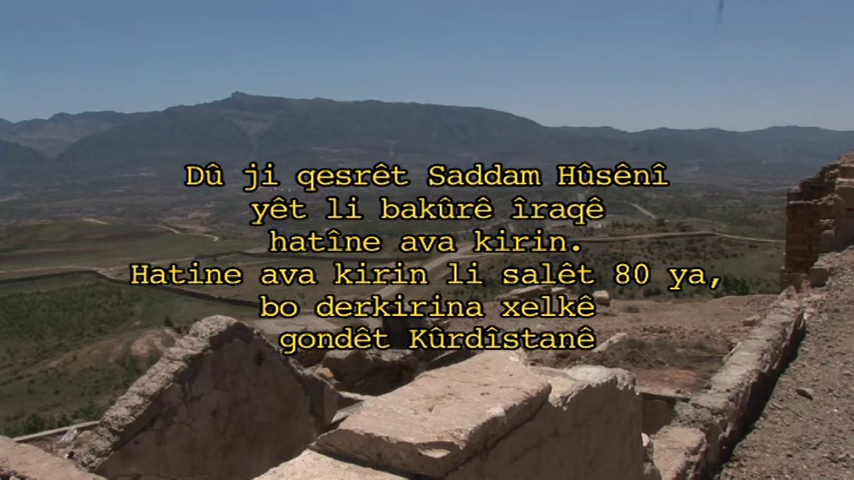 Dû ji qesrêt Saddam Hûsênî
yêt li bakûrê îraqê
hatîne ava kirin.
Hatine ava kirin li salêt 80 ya,
bo derkirina xelkê
gondêt Kûrdîstanê